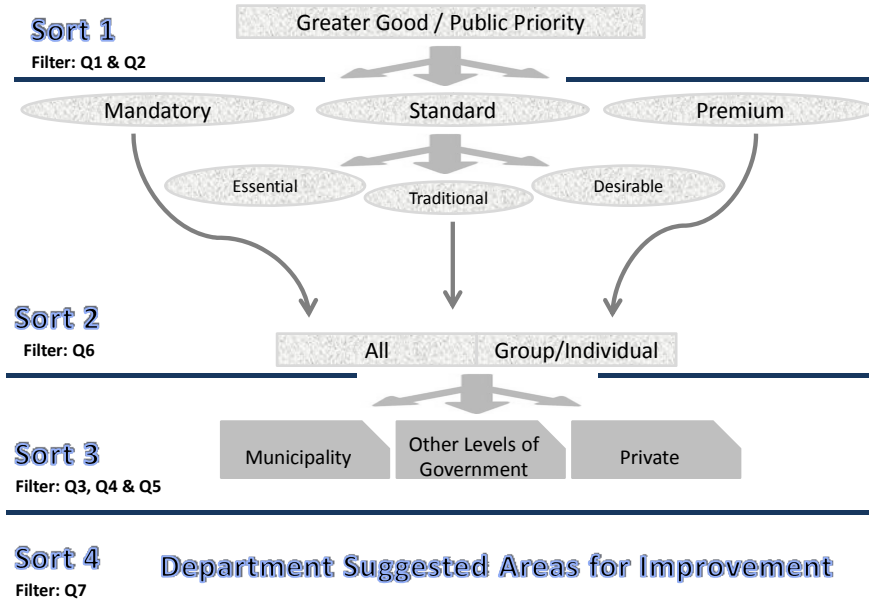 Sort 1
Greater Good / Public Priority
Filter: Q1 & Q2
Mandatory
Standard
Premium
Essential
Traditional
Desirable
Sort 2
Filter: Q6
All
Group/Individual
Sort 3
Filter: Q3, Q4 & Q5
Municipality
Other Levels of
Government
Private
Sort 4
Department Suggested Areas for Improvement
Filter: Q7